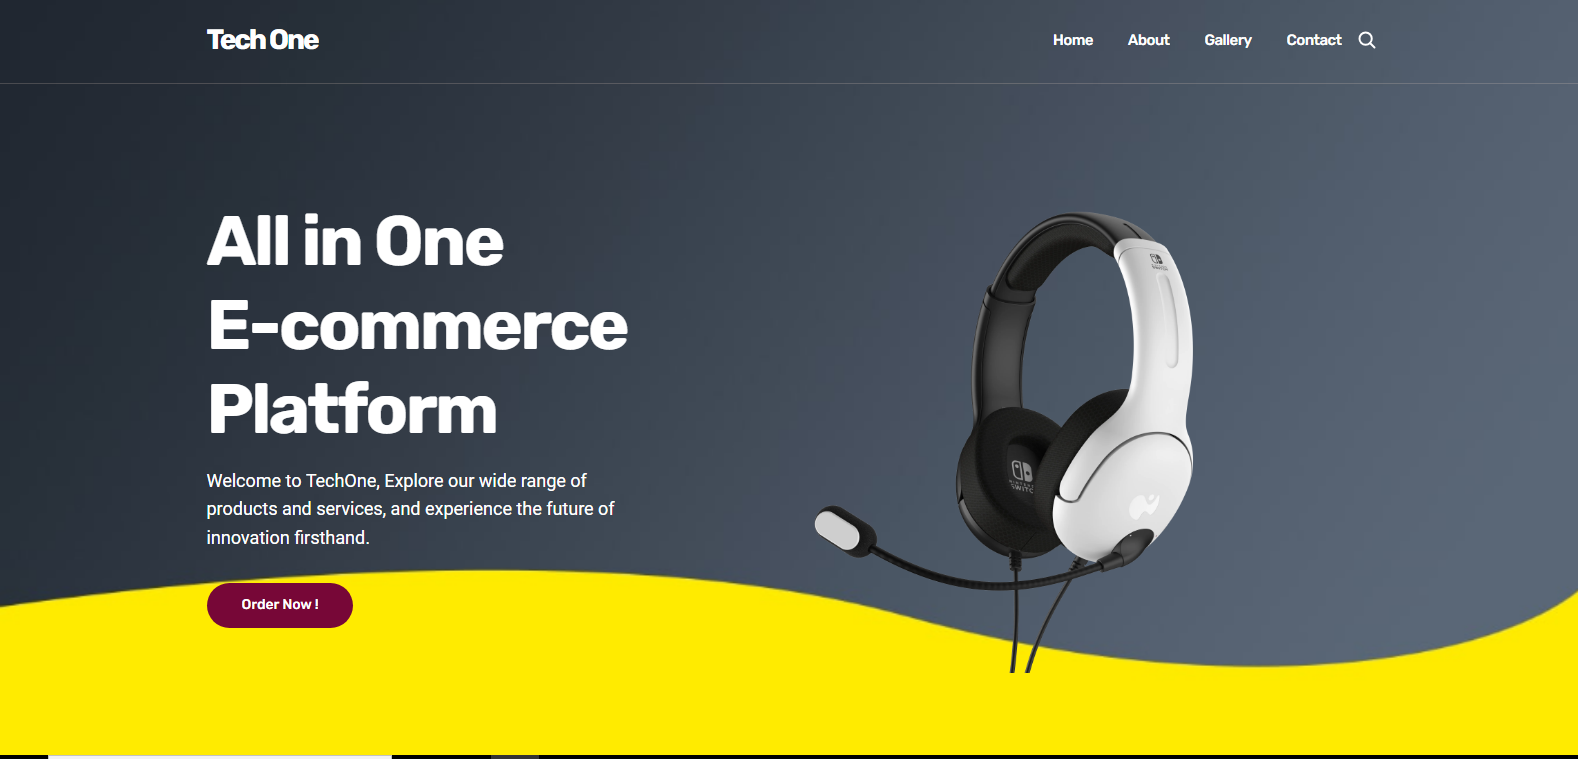 Tech One
Home About Gallery Contact
All in One
E-commerce
Platform
Welcome to TechOne, Explore our wide range of
products and services, and experience the future of
innovation firsthand.
Order Now !